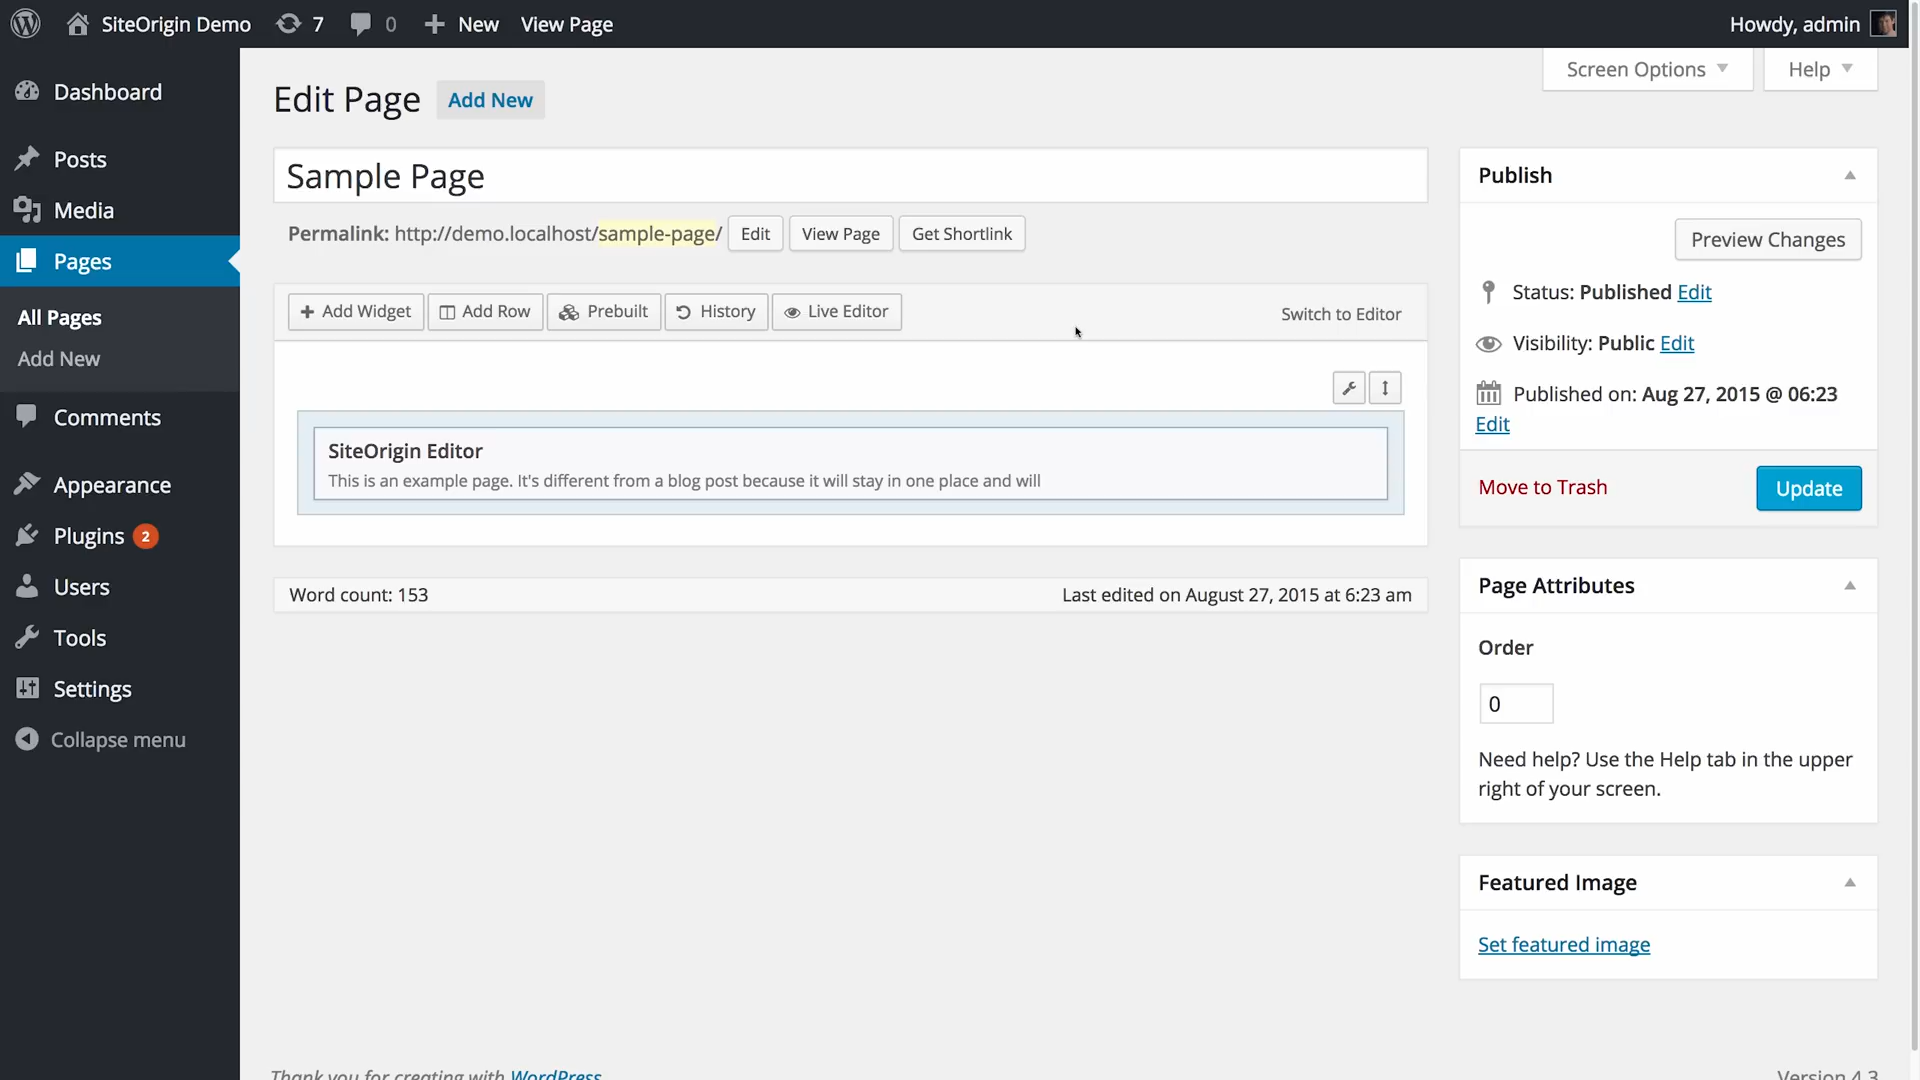 SiteOrigin Demo 7 0 New View Page Howdy, admin
Screen Options Help
Dashboard
Posts
Media
Pages
All Pages
Add New
Comments
Appearance
Plugins 2
Users
Tools
Settings
Collapse menu
Edit Page Add New
Sample Page
Permalink: http://demo.localhost/sample-page/ Edit View Page Get Shortlink
Add Widget Add Row Prebuilt History Live Editor Switch to Editor
SiteOrigin Editor
This is an example page. It's different from a blog post because it will stay in one place and will
Word count: 153 Last edited on August 27, 2015 at 6:23 am
Publish
Preview Changes
Status: Published Edit
Visibility: Public Edit
Published on: Aug 27, 2015 @ 06:23
Edit
Move to Trash Update
Page Attributes
Order
0
Need help? Use the Help tab in the upper
right of your screen.
Featured Image
Set featured image
Thank you for creating with WordPress Version 4.3